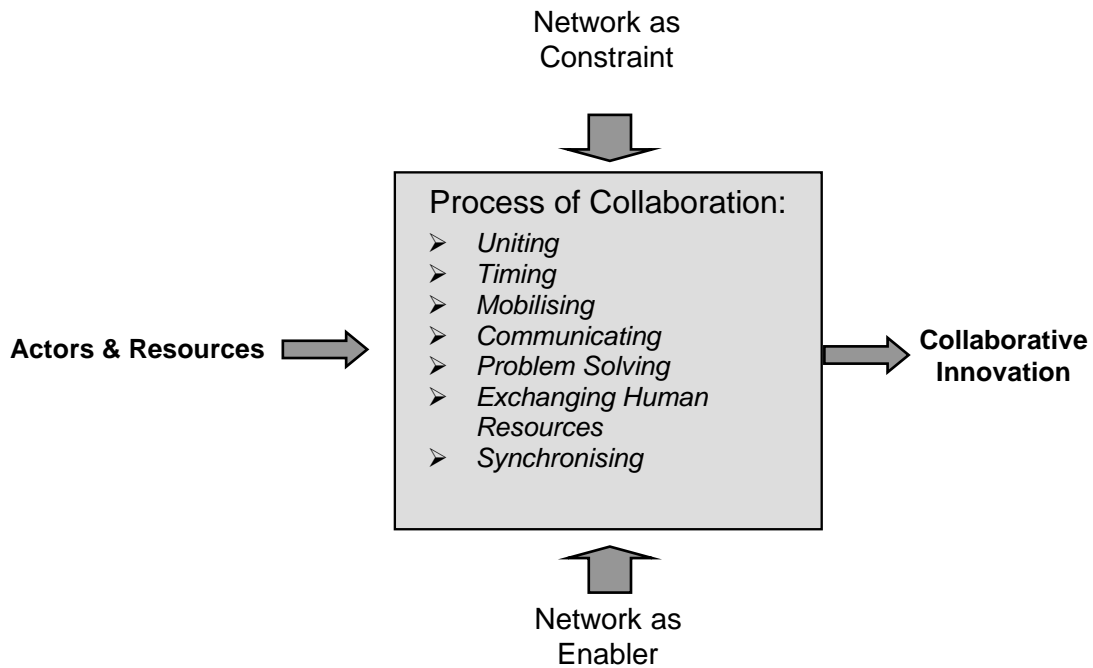 Network as
Constraint
Process of Collaboration:
➢ Uniting
➢ Timing
➢ Mobilising
➢ Communicating
➢ Problem Solving
➢ Exchanging Human
Resources
➢ Synchronising
Actors & Resources
Collaborative
Innovation
Network as
Enabler